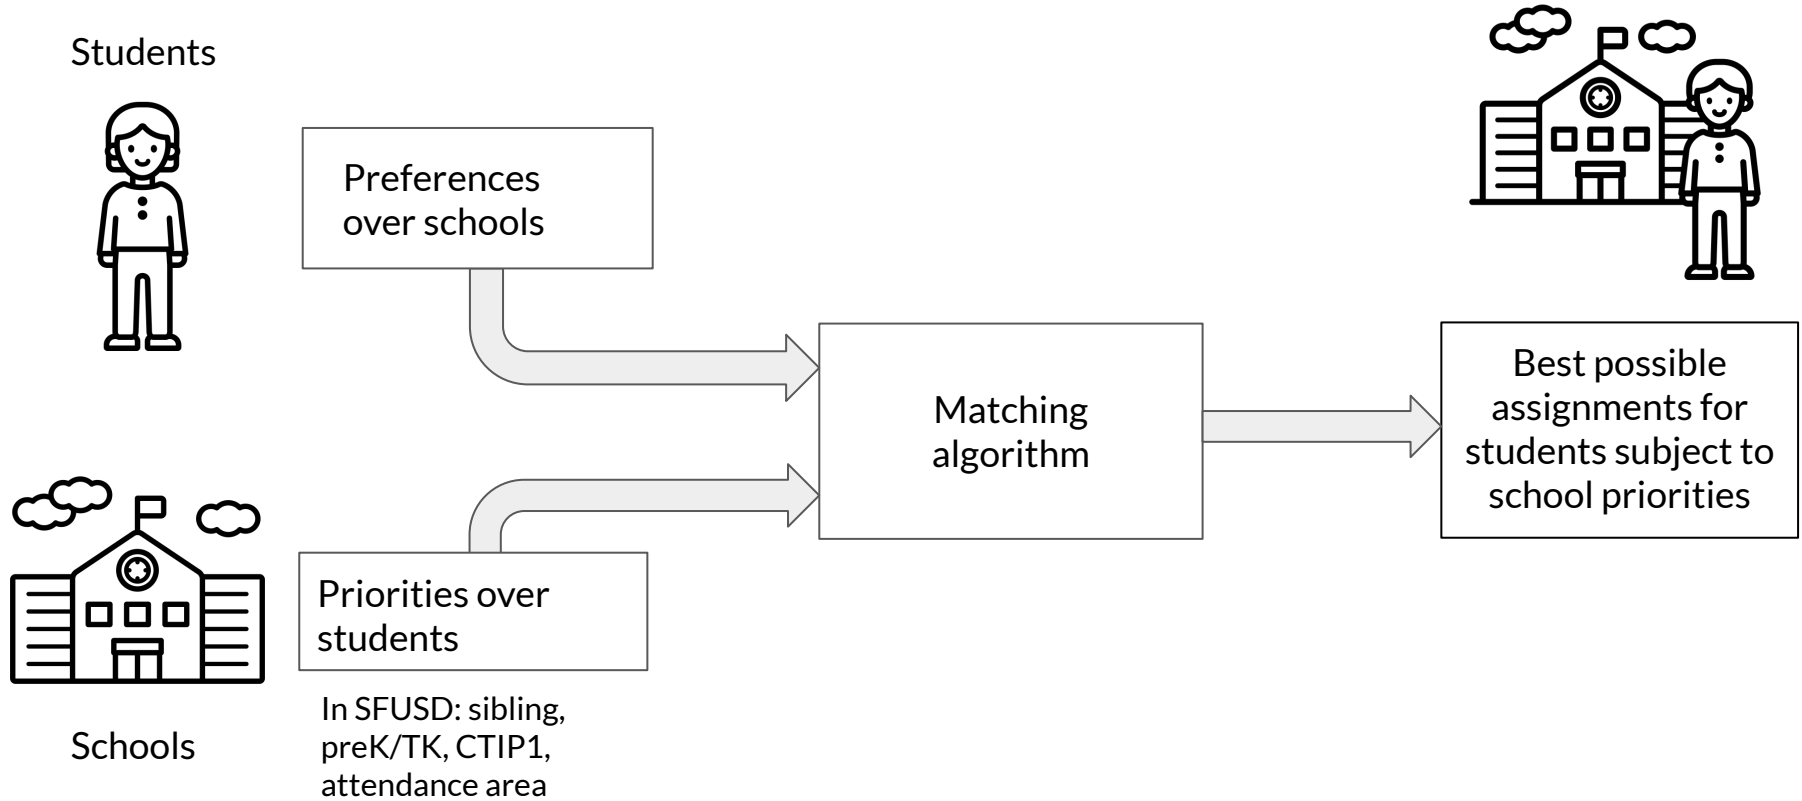 Students
Preferences
over schools
Matching
algorithm
Best possible
assignments for
students subject to
school priorities
Priorities over
students
In SFUSD: sibling,
preK/TK, CTIP1,
attendance area
Schools